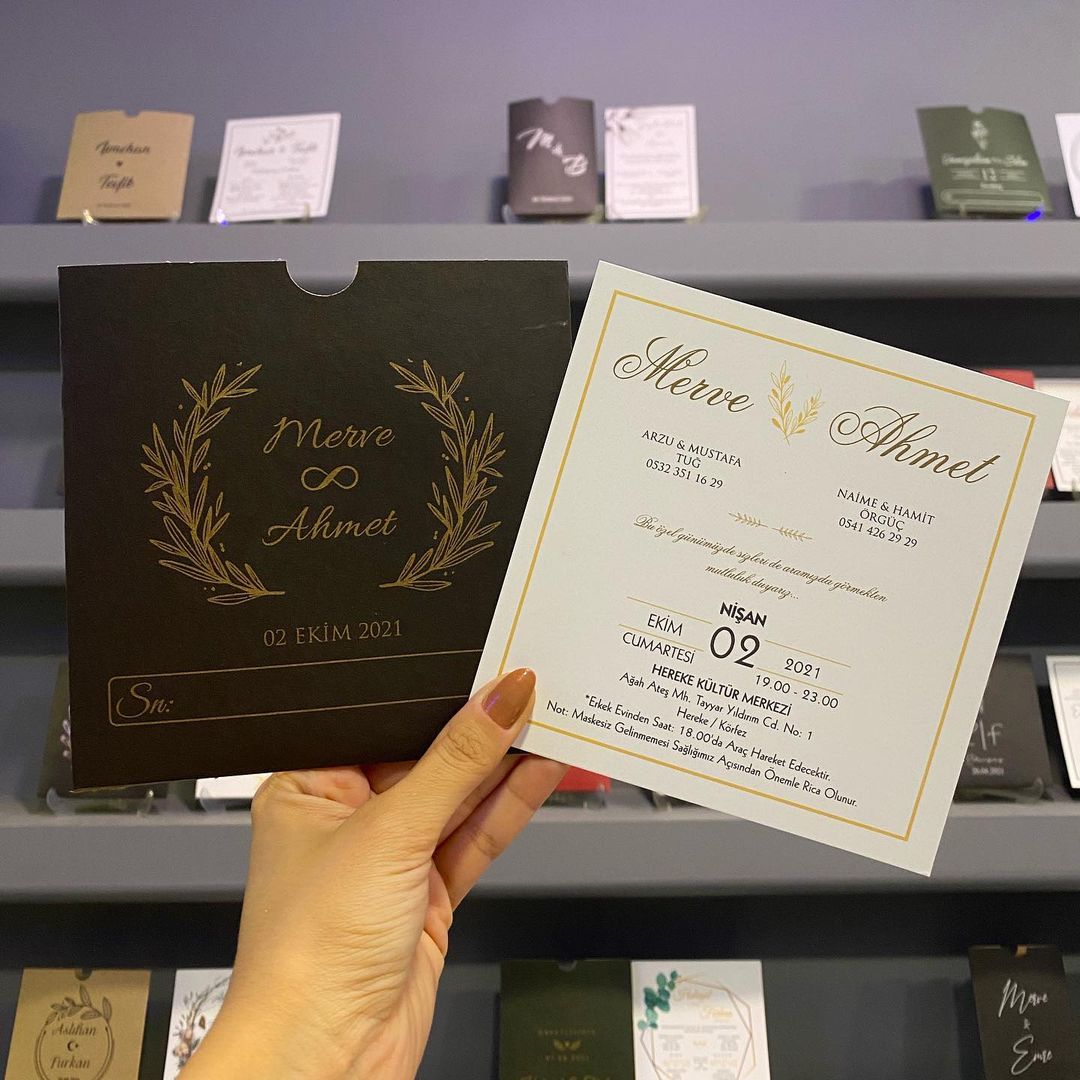 Merve
Ahmet
02 EKİM 2021
Sn:
Merve
Ahmet
ARZU & MUSTAFA
TUĞ
0532 351 16 29
NAİME & HAMİT
ÖRGÜÇ
0541 426 29 29
Bu özel günümüzde sizleri de aramızda görmekten
mutluluk duyarız...
NİŞAN
EKİM
CUMARTESİ
02
2021
19.00 - 23.00
HEREKE KÜLTÜR MERKEZİ
Ağah Ateş Mh. Tayyar Yıldırım Cd. No: 1
Hereke / Körfez
*Erkek Evinden Saat: 18.00'da Araç Hareket Edecektir.
Not: Maskesiz Gelinmemesi Sağlığımız Açısından Önemle Rica Olunur.
M & B
Aslıhan
Furkan
Merve
&
Emre